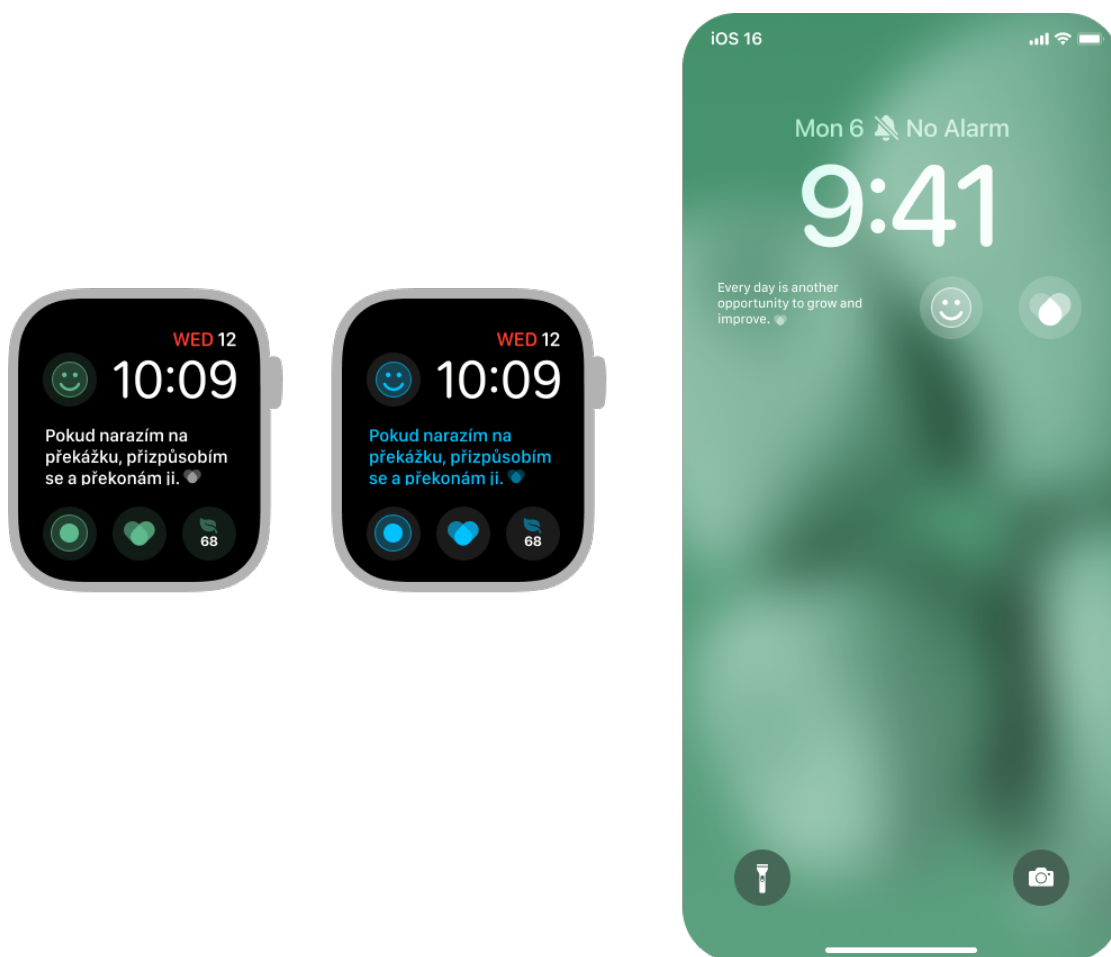 WED 12
10:09
Pokud narazím na
překážku, přizpůsobím
se a překonám ji.
68
WED 12
10:09
Pokud narazím na
překážku, přizpůsobím
se a překonám ji.
68
iOS 16
Mon 6 No Alarm
9:41
Every day is another
opportunity to grow and
improve.